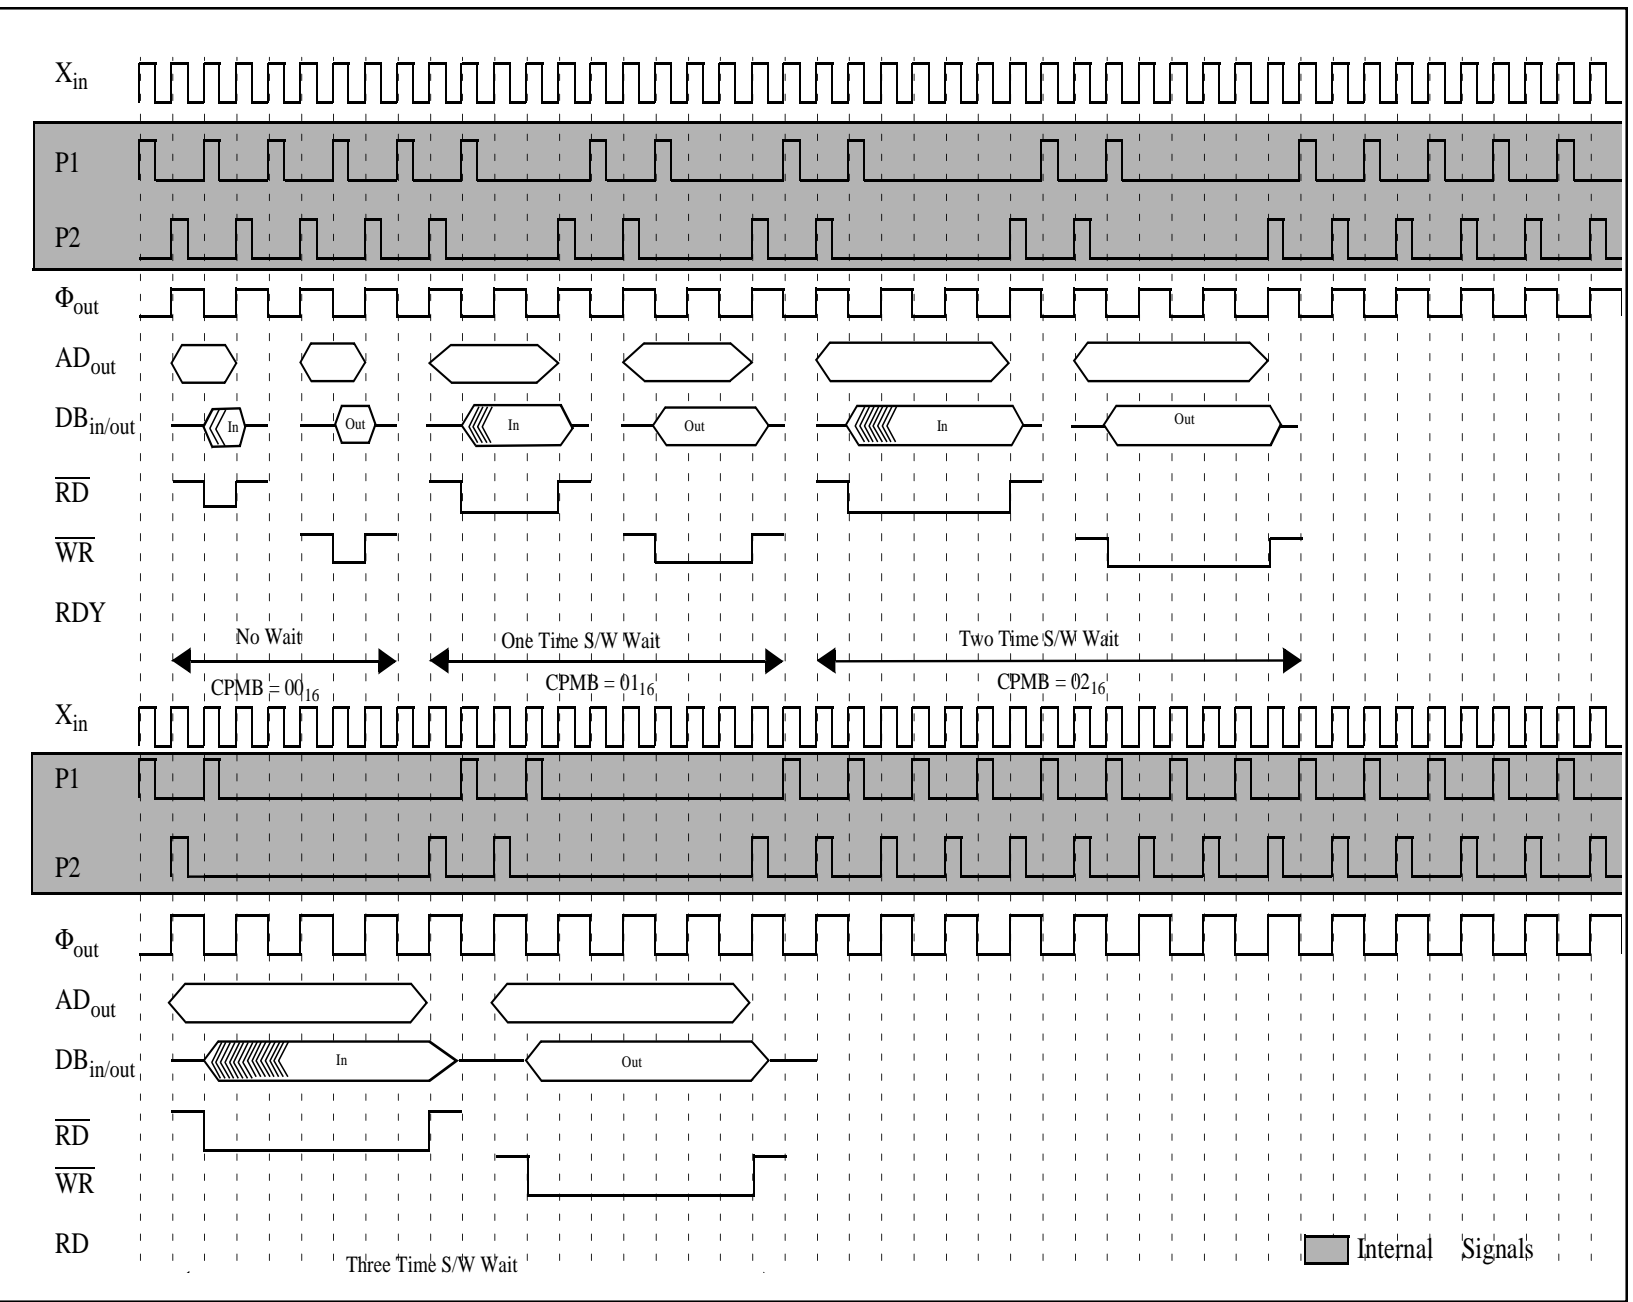 Xin
P1
P2
Φout
ADout
DBin/out In Out In Out In Out
RD
WR
RDY
No Wait One Time S/W Wait Two Time S/W Wait
CPMB = 0016 CPMB = 0116 CPMB = 0216
Xin
P1
P2
Φout
ADout
DBin/out In Out
RD
WR
RD
Three Time S/W Wait
Internal Signals